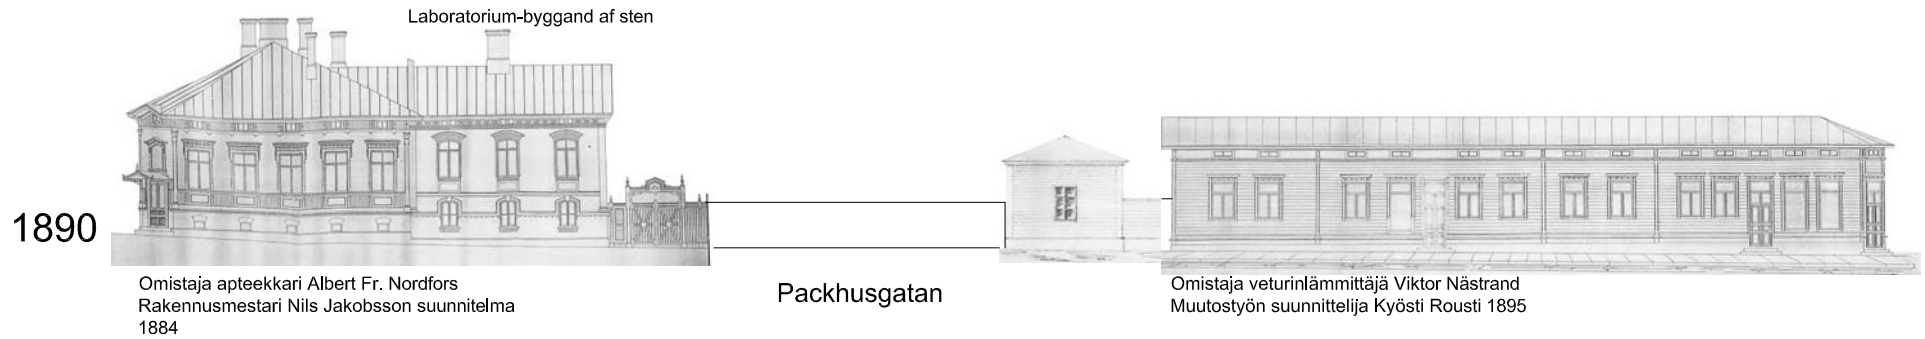 Laboratorium-byggand af sten
1890
Omistaja apteekkari Albert Fr. Nordfors
Rakennusmestari Nils Jakobsson suunnitelma
1884
Packhusgatan
Omistaja veturinlämmittäjä Viktor Nästrand
Muutostyön suunnittelija Kyösti Rousti 1895